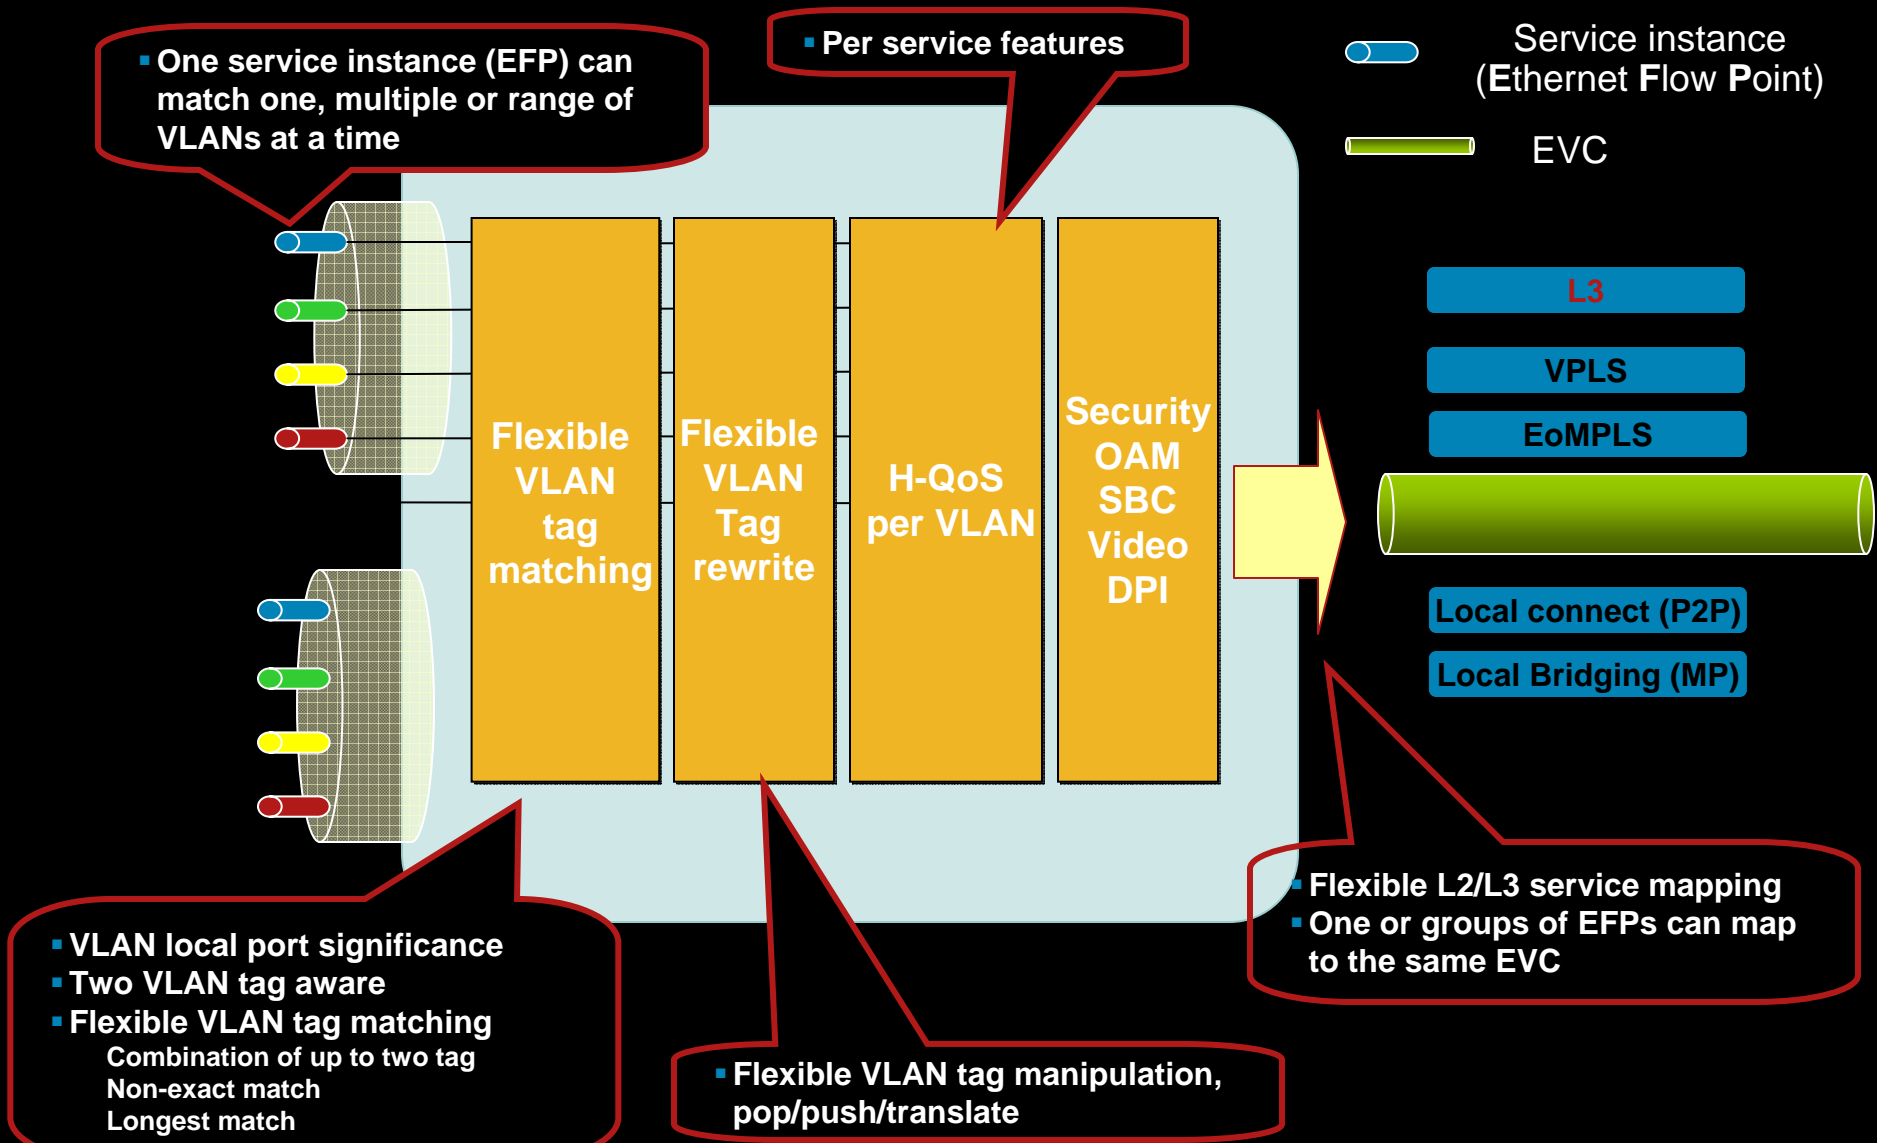 One service instance (EFP) can
match one, multiple or range of
VLANs at a time
Per service features
Service instance
(Ethernet Flow Point)
EVC
Flexible
VLAN
tag
matching
Flexible
VLAN
Tag
rewrite
H-QoS
per VLAN
Security
OAM
SBC
Video
DPI
L3
VPLS
EoMPLS
Local connect (P2P)
Local Bridging (MP)
VLAN local port significance
Two VLAN tag aware
Flexible VLAN tag matching
Combination of up to two tag
Non-exact match
Longest match
Flexible VLAN tag manipulation,
pop/push/translate
Flexible L2/L3 service mapping
One or groups of EFPs can map
to the same EVC